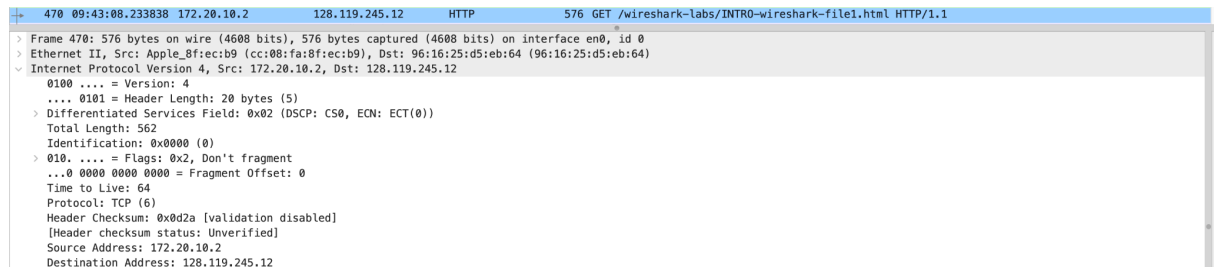 470 09:43:08.233838 172.20.10.2 128.119.245.12 HTTP 576 GET /wireshark-labs/INTRO-wireshark-file1.html HTTP/1.1
> Frame 470: 576 bytes on wire (4608 bits), 576 bytes captured (4608 bits) on interface en0, id 0
> Ethernet II, Src: Apple_8f:ec:b9 (cc:08:fa:8f:ec:b9), Dst: 96:16:25:d5:eb:64 (96:16:25:d5:eb:64)
Internet Protocol Version 4, Src: 172.20.10.2, Dst: 128.119.245.12
0100 .... = Version: 4
.... 0101 = Header Length: 20 bytes (5)
> Differentiated Services Field: 0x02 (DSCP: CS0, ECN: ECT(0))
Total Length: 562
Identification: 0x0000 (0)
> 010. .... = Flags: 0x2, Don't fragment
...0 0000 0000 0000 = Fragment Offset: 0
Time to Live: 64
Protocol: TCP (6)
Header Checksum: 0x0d2a [validation disabled]
[Header checksum status: Unverified]
Source Address: 172.20.10.2
Destination Address: 128.119.245.12